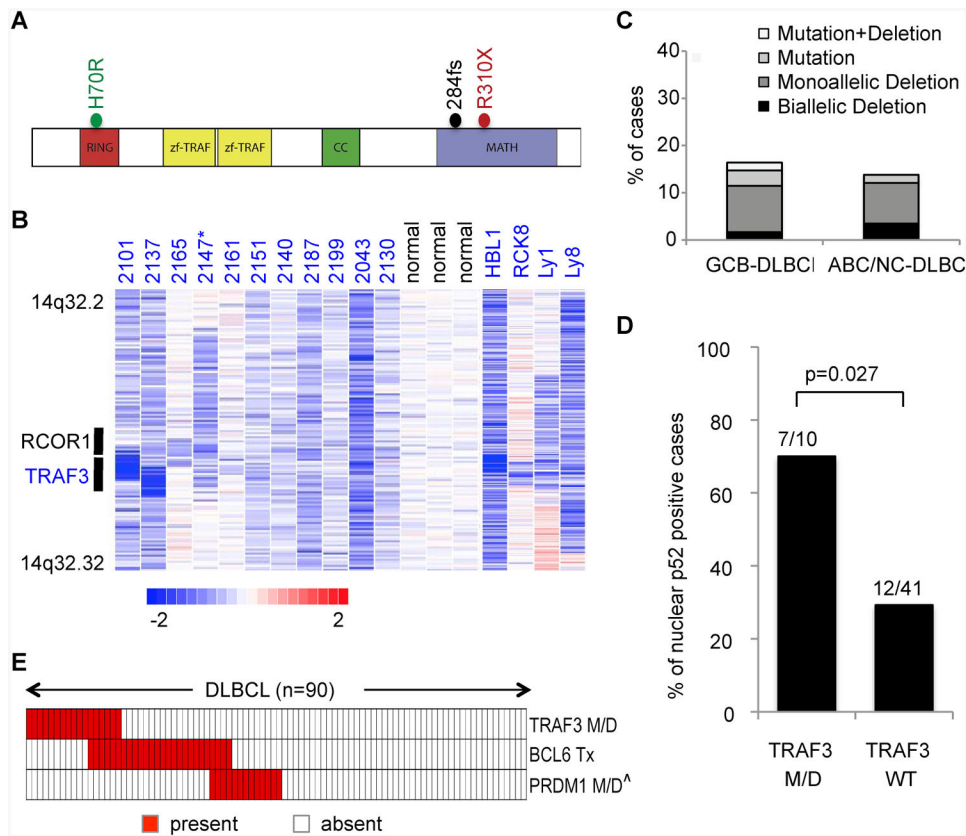 A
H70R
284fs
R310X
RING
zf-TRAF
zf-TRAF
CC
MATH
B
2101
2137
2165
2147*
2161
2151
2140
2187
2199
2043
2130
normal
normal
normal
HBL1
RCK8
Ly1
Ly8
14q32.2
RCOR1
TRAF3
14q32.32
-2
2
C
Mutation+Deletion
Mutation
Monoallelic Deletion
Biallelic Deletion
% of cases
40
30
20
10
0
GCB-DLBCl
ABC/NC-DLBC
D
% of nuclear p52 positive cases
100
80
60
40
20
0
p=0.027
7/10
12/41
TRAF3
M/D
TRAF3
WT
E
DLBCL (n=90)
TRAF3 M/D
BCL6 Tx
PRDM1 M/D^
present
absent